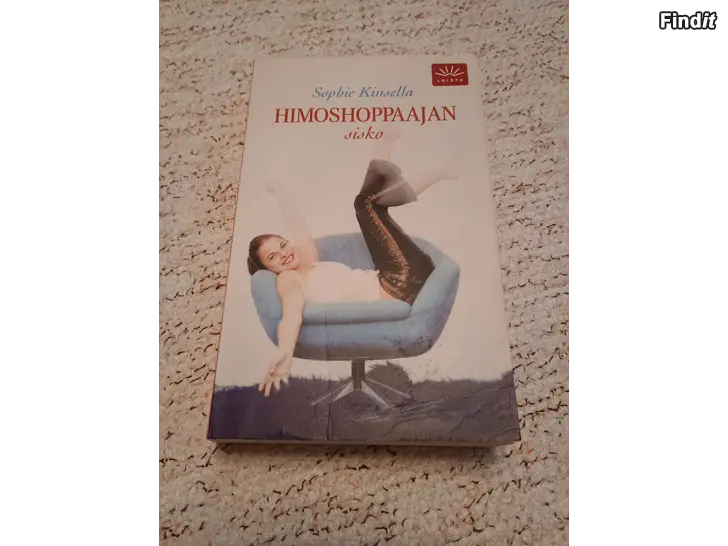 Findit
LOISTO
Sophie Kinsella
HIMOSHOPPAAJAN
sisko